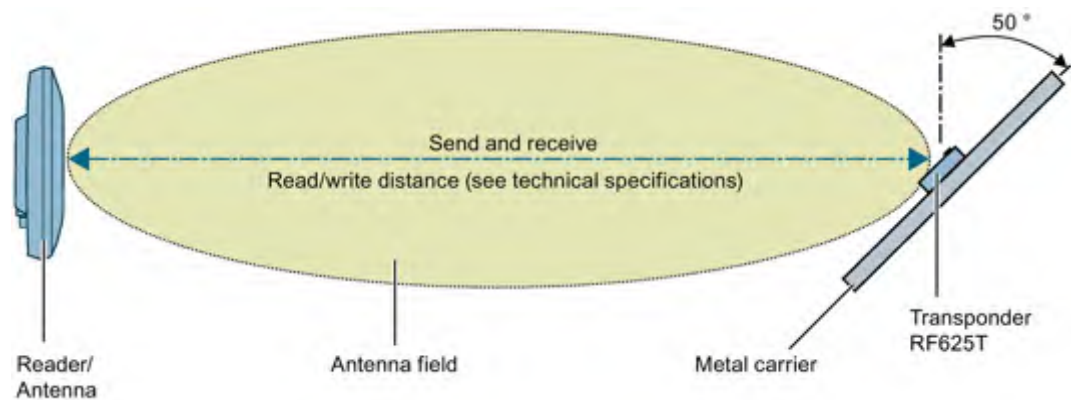 50 °
Send and receive
Read/write distance (see technical specifications)
Reader/
Antenna
Antenna field
Metal carrier
Transponder
RF625T